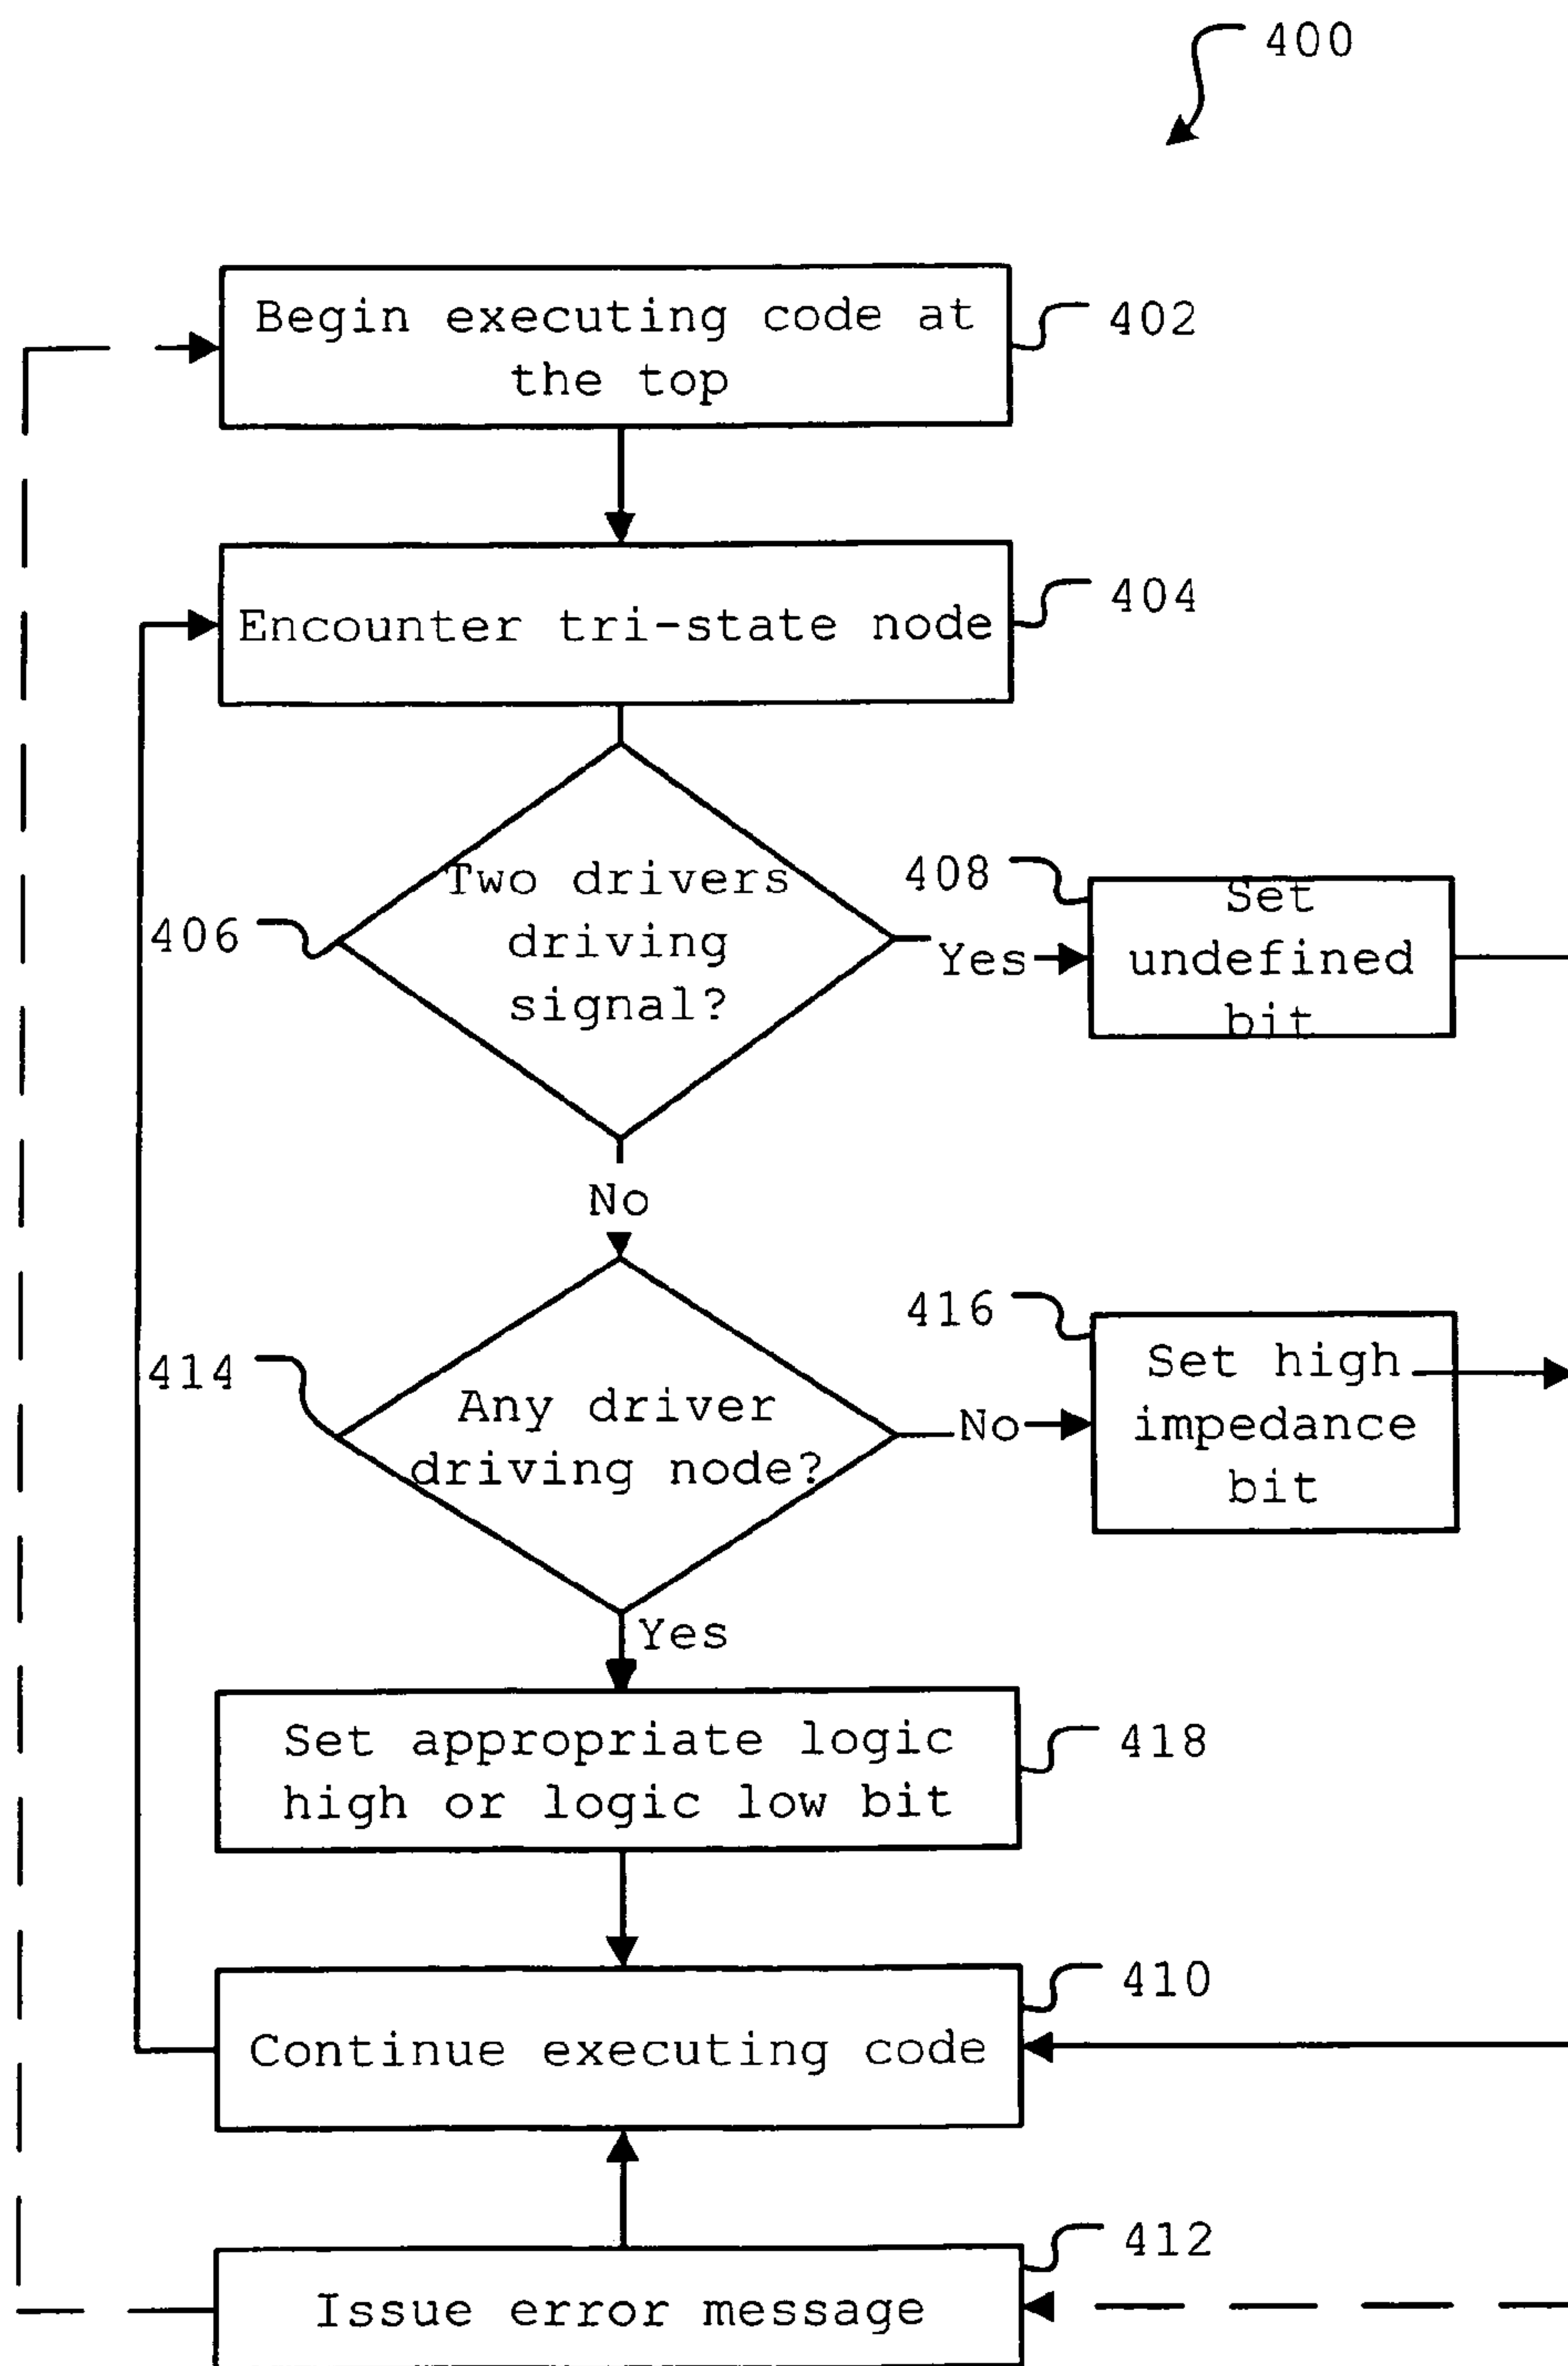 400
Begin executing code at
the top
402
Encounter tri-state node
404
Two drivers
driving
signal?
406
Yes
408
Set
undefined
bit
No
414
Any driver
driving node?
No
416
Set high
impedance
bit
Yes
Set appropriate logic
high or logic low bit
418
Continue executing code
410
Issue error message
412